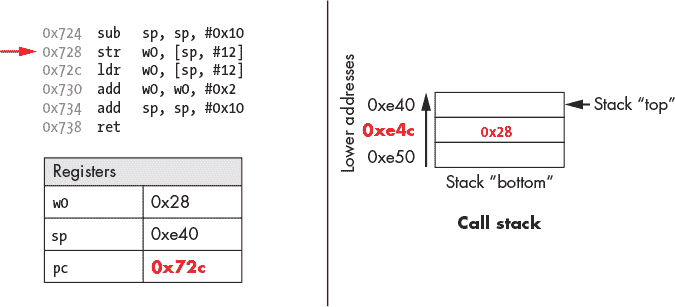 0x724 sub sp, sp, #0x10
0x728 str w0, [sp, #12]
0x72c ldr w0, [sp, #12]
0x730 add w0, w0, #0x2
0x734 add sp, sp, #0x10
0x738 ret
Registers
w0 0x28
sp 0xe40
pc 0x72c
Lower addresses
0xe40
Stack “top”
0xe4c 0x28
0xe50
Stack “bottom”
Call stack